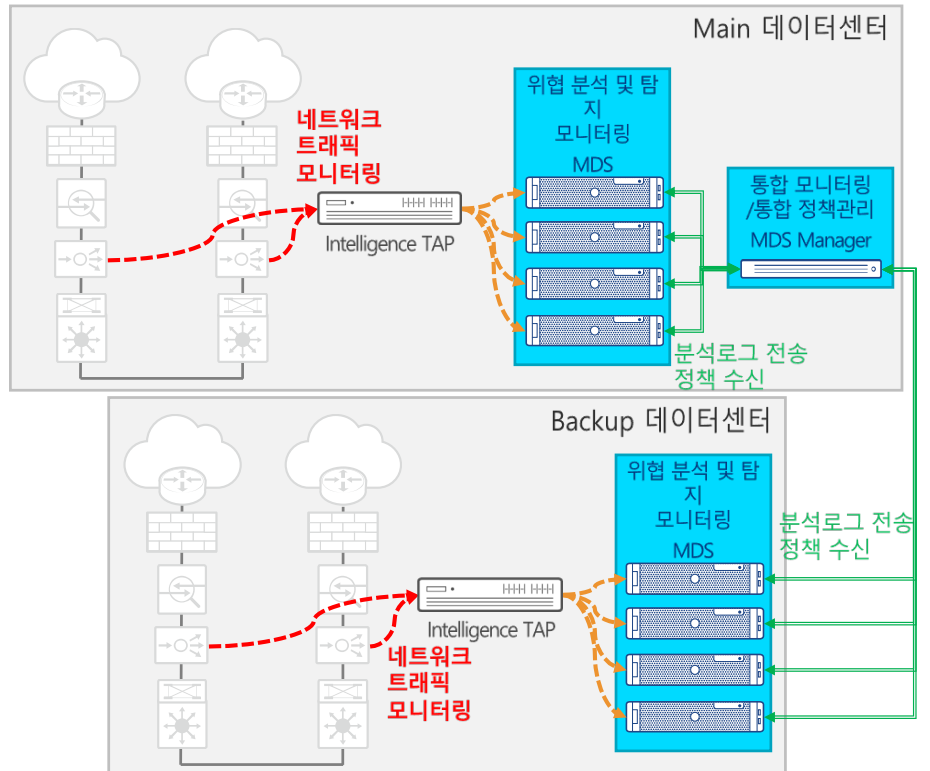 Main 데이터센터
네트워크
트래픽
모니터링
Intelligence TAP
위협 분석 및 탐
지
모니터링
MDS
통합 모니터링
/통합 정책관리
MDS Manager
분석로그 전송
정책 수신
Backup 데이터센터
네트워크
트래픽
모니터링
Intelligence TAP
위협 분석 및 탐
지
모니터링
MDS
분석로그 전송
정책 수신